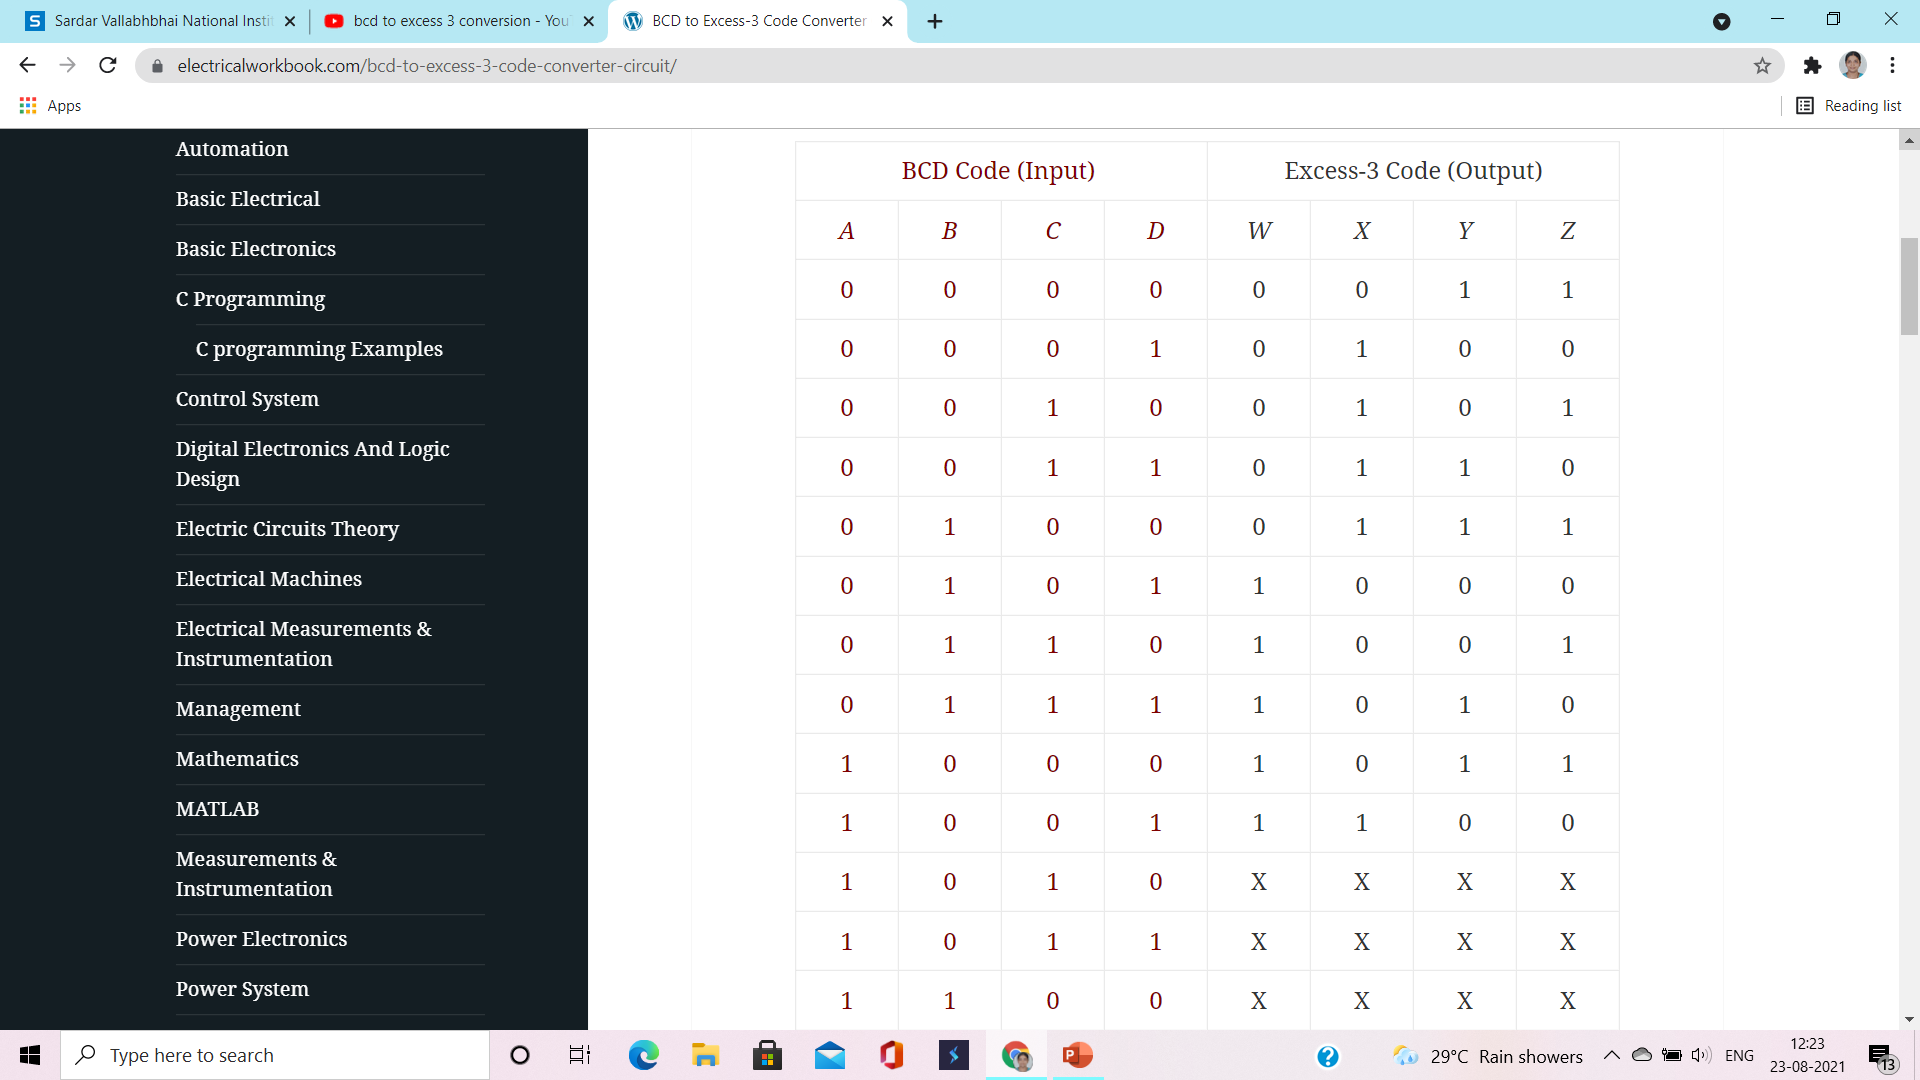 Sardar Vallabhbhai National Insti
bcd to excess 3 conversion - You
BCD to Excess-3 Code Converter
electricalworkbook.com/bcd-to-excess-3-code-converter-circuit/
Apps
Reading list
Automation
Basic Electrical
Basic Electronics
C Programming
C programming Examples
Control System
Digital Electronics And Logic
Design
Electric Circuits Theory
Electrical Machines
Electrical Measurements &
Instrumentation
Management
Mathematics
MATLAB
Measurements &
Instrumentation
Power Electronics
Power System
BCD Code (Input) Excess-3 Code (Output)
A B C D W X Y Z
0 0 0 0 0 0 1 1
0 0 0 1 0 1 0 0
0 0 1 0 0 1 0 1
0 0 1 1 0 1 1 0
0 1 0 0 0 1 1 1
0 1 0 1 1 0 0 0
0 1 1 0 1 0 0 1
0 1 1 1 1 0 1 0
1 0 0 0 1 0 1 1
1 0 0 1 1 1 0 0
1 0 1 0 X X X X
1 0 1 1 X X X X
1 1 0 0 X X X X
Type here to search
29°C Rain showers
ENG
12:23
23-08-2021
13